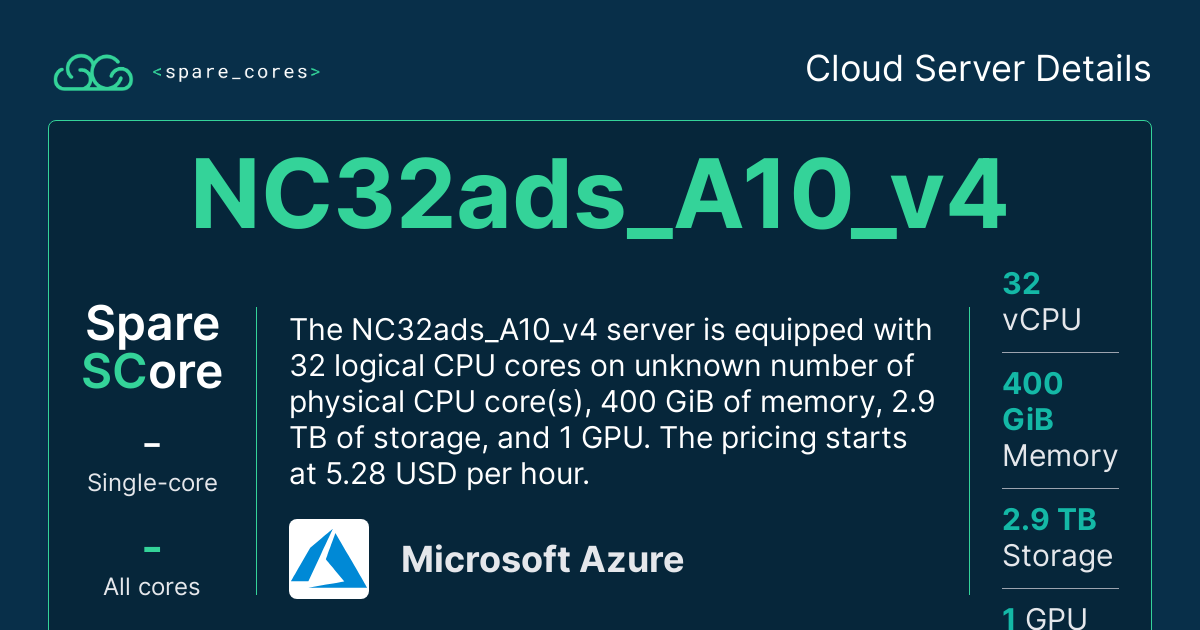 <spare_cores>
Cloud Server Details
NC32ads_A10_v4
Spare
SCore
–
Single-core
–
All cores
The NC32ads_A10_v4 server is equipped with
32 logical CPU cores on unknown number of
physical CPU core(s), 400 GiB of memory, 2.9
TB of storage, and 1 GPU. The pricing starts
at 5.28 USD per hour.
Microsoft Azure
32
vCPU
400
GiB
Memory
2.9 TB
Storage
1 GPU